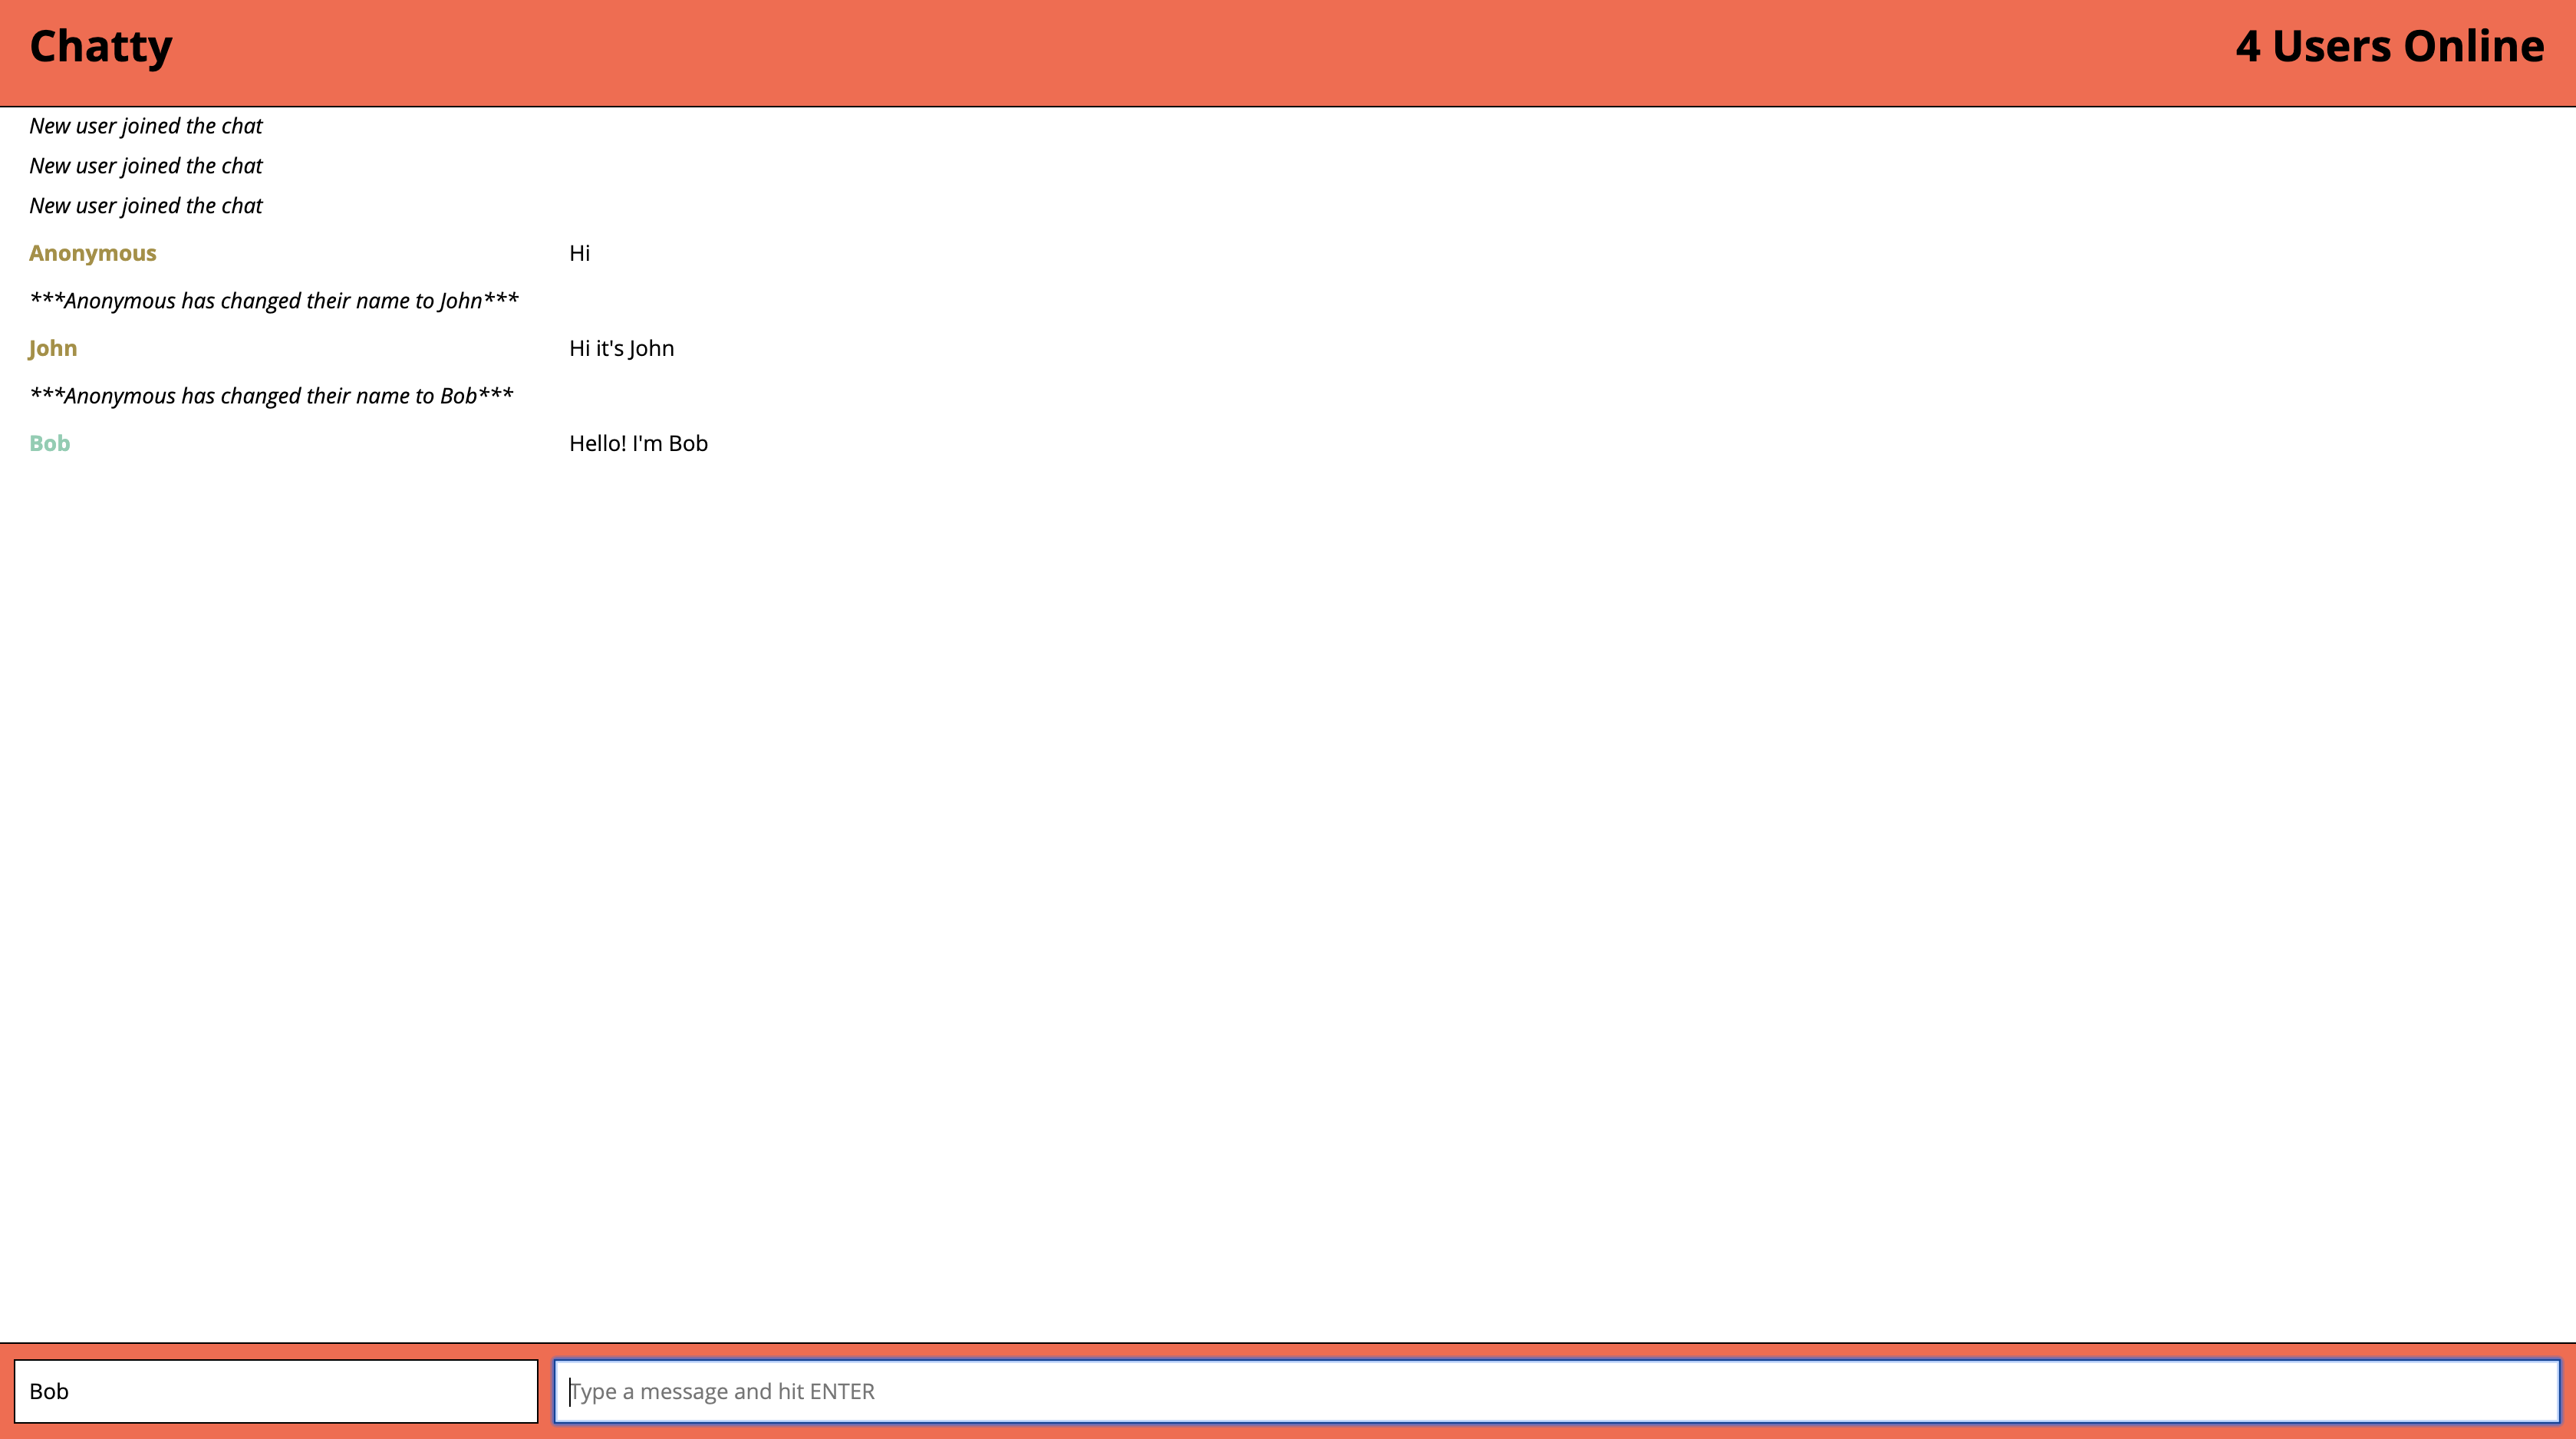 Chatty
4 Users Online
New user joined the chat
New user joined the chat
New user joined the chat
Anonymous Hi
***Anonymous has changed their name to John***
John Hi it's John
***Anonymous has changed their name to Bob***
Bob Hello! I'm Bob
Bob
Type a message and hit ENTER